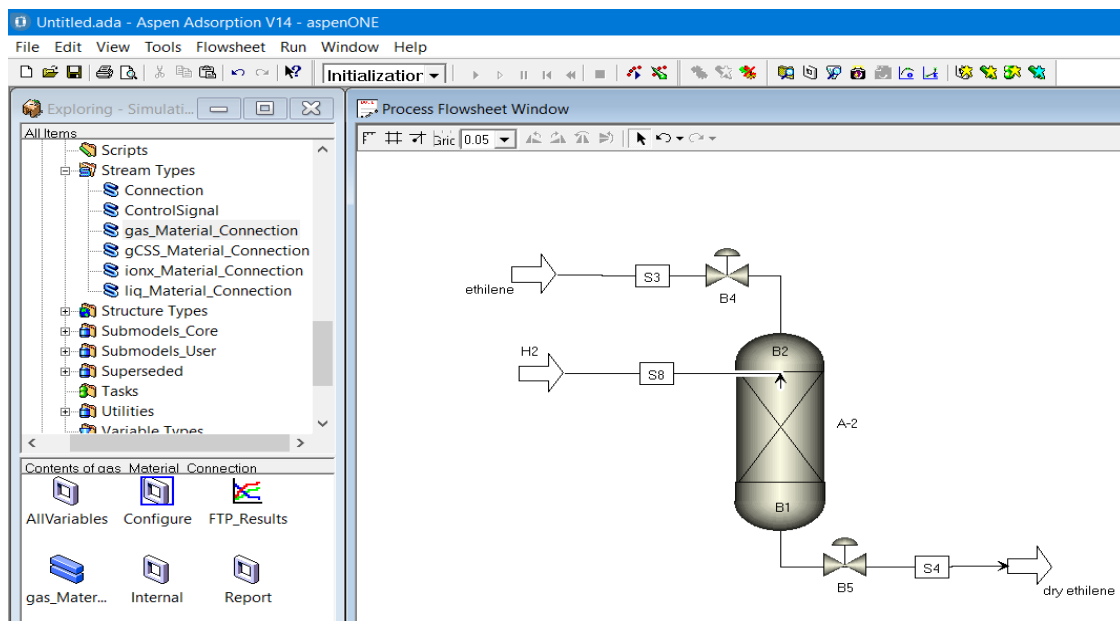 Untitled.ada - Aspen Adsorption V14 - aspenONE
File Edit View Tools Flowsheet Run Window Help
Initialization
Exploring - Simulati...
Process Flowsheet Window
All Items
Gric 0.05
Scripts
Stream Types
Connection
ControlSignal
gas_Material_Connection
gCSS_Material_Connection
ionx_Material_Connection
liq_Material_Connection
Structure Types
Submodels_Core
Submodels_User
Superseded
Tasks
Utilities
Variable Types
Contents of gas_Material_Connection
AllVariables Configure FTP_Results
gas_Mater... Internal Report
ethilene
S3
B4
H2
S8
B2
A-2
B1
B5
S4
dry ethilene